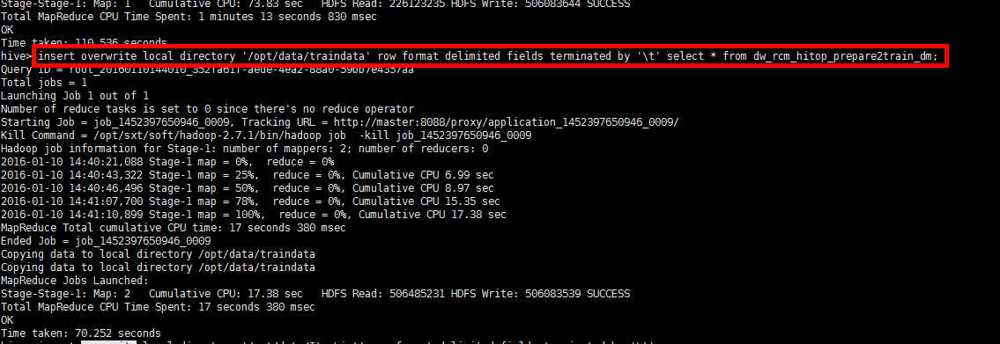 Stage-Stage-1: Map: 1   Cumulative CPU: 73.83 sec   HDFS Read: 226123235 HDFS Write: 506083644 SUCCESS
Total MapReduce CPU Time Spent: 1 minutes 13 seconds 830 msec
OK
Time taken: 110.536 seconds
hive> insert overwrite local directory '/opt/data/traindata' row format delimited fields terminated by '\t' select * from dw_rcm_hitop_prepare2train_dm;
Query ID = root_20160110144010_352fa61f-aede-4ea2-88a0-59bb7e4357aa
Total jobs = 1
Launching Job 1 out of 1
Number of reduce tasks is set to 0 since there's no reduce operator
Starting Job = job_1452397650946_0009, Tracking URL = http://master:8088/proxy/application_1452397650946_0009/
Kill Command = /opt/sxt/soft/hadoop-2.7.1/bin/hadoop job  -kill job_1452397650946_0009
Hadoop job information for Stage-1: number of mappers: 2; number of reducers: 0
2016-01-10 14:40:21,088 Stage-1 map = 0%,  reduce = 0%
2016-01-10 14:40:43,322 Stage-1 map = 25%,  reduce = 0%, Cumulative CPU 6.99 sec
2016-01-10 14:40:46,496 Stage-1 map = 50%,  reduce = 0%, Cumulative CPU 8.97 sec
2016-01-10 14:41:07,700 Stage-1 map = 78%,  reduce = 0%, Cumulative CPU 15.35 sec
2016-01-10 14:41:10,899 Stage-1 map = 100%,  reduce = 0%, Cumulative CPU 17.38 sec
MapReduce Total cumulative CPU time: 17 seconds 380 msec
Ended Job = job_1452397650946_0009
Copying data to local directory /opt/data/traindata
Copying data to local directory /opt/data/traindata
MapReduce Jobs Launched:
Stage-Stage-1: Map: 2   Cumulative CPU: 17.38 sec   HDFS Read: 506485231 HDFS Write: 506083539 SUCCESS
Total MapReduce CPU Time Spent: 17 seconds 380 msec
OK
Time taken: 70.252 seconds